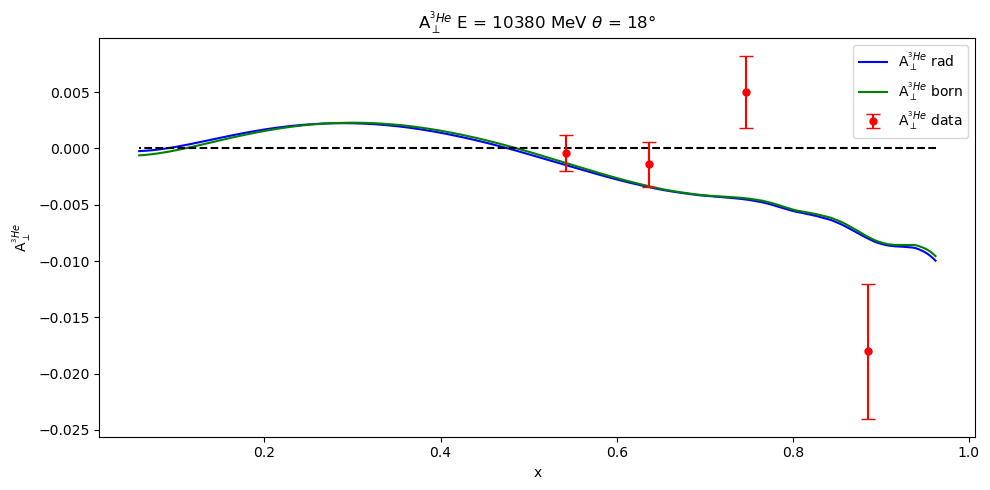 A⊥³ᴴᵉ E = 10380 MeV θ = 18°
A⊥³ᴴᵉ rad
A⊥³ᴴᵉ born
A⊥³ᴴᵉ data
A⊥³ᴴᵉ
0.005
0.000
−0.005
−0.010
−0.015
−0.020
−0.025
0.2 0.4 0.6 0.8 1.0
x